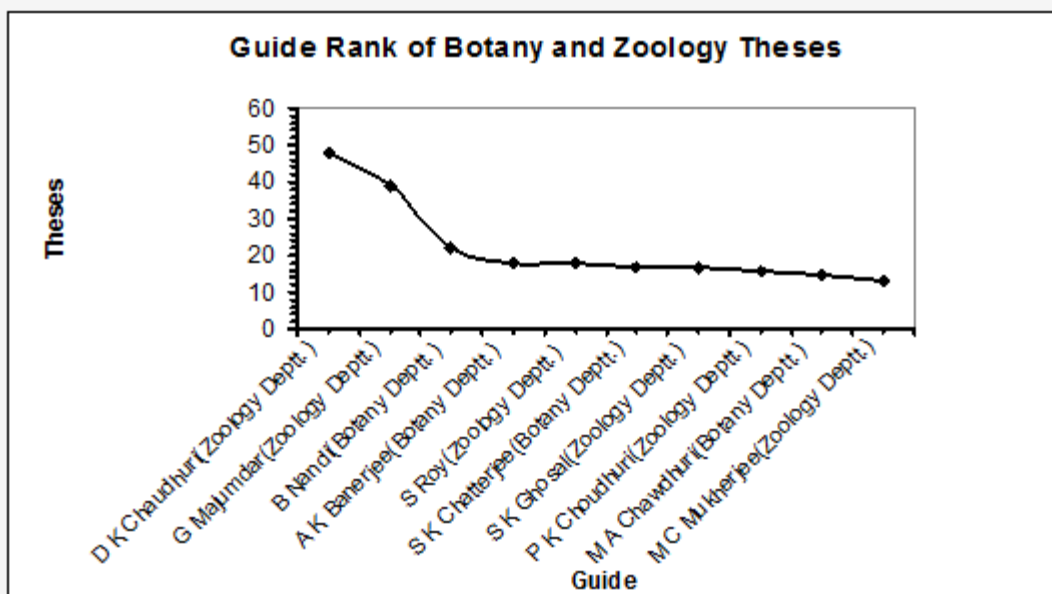 Guide Rank of Botany and Zoology Theses
Theses
60
50
40
30
20
10
0
D K Chaudhuri(Zoology Deptt.)
G Majumdar(Zoology Deptt.)
B Nandi(Botany Deptt.)
A K Banerjee(Botany Deptt.)
S Roy(Zoology Deptt.)
S K Chatterjee(Botany Deptt.)
S K Ghosal(Zoology Deptt.)
P K Choudhuri(Zoology Deptt.)
M A Chawdhuri(Botany Deptt.)
M C Mukherjee(Zoology Deptt.)
Guide